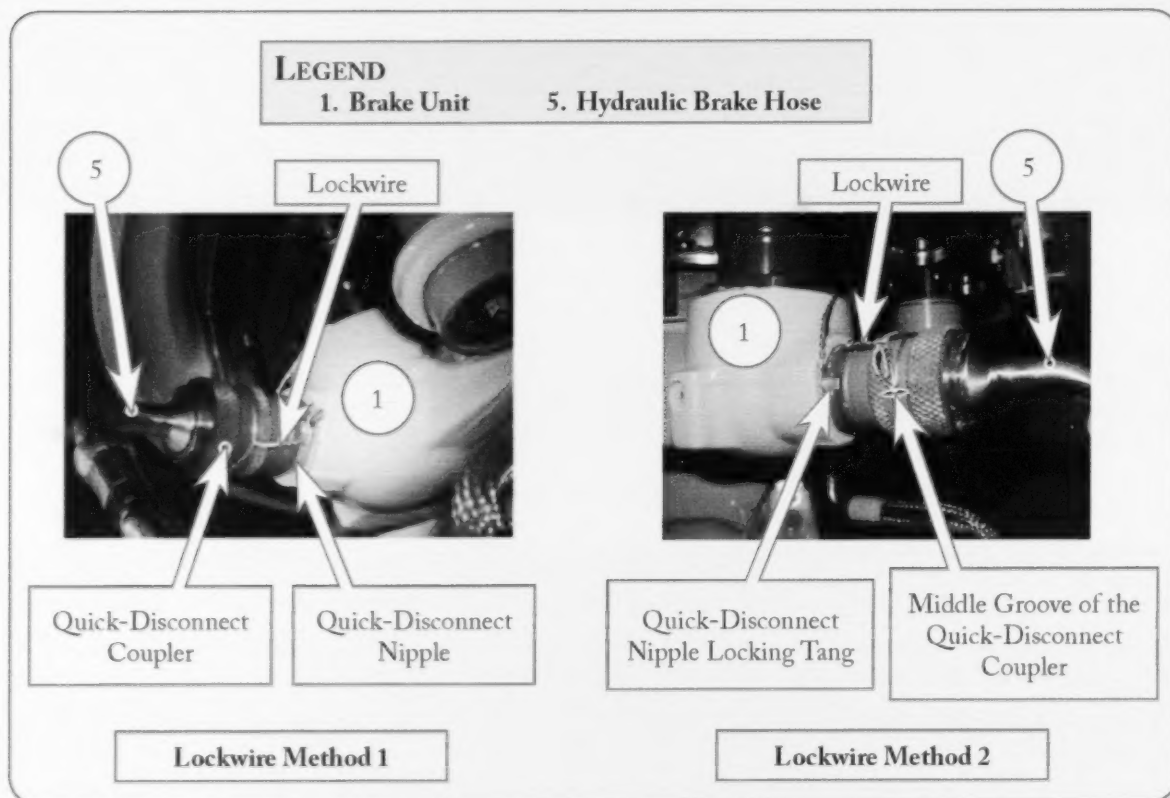 LEGEND
1. Brake Unit 5. Hydraulic Brake Hose
5
Lockwire
1
Quick-Disconnect
Coupler
Quick-Disconnect
Nipple
Lockwire Method 1
Lockwire
5
1
Quick-Disconnect
Nipple Locking Tang
Middle Groove of the
Quick-Disconnect
Coupler
Lockwire Method 2